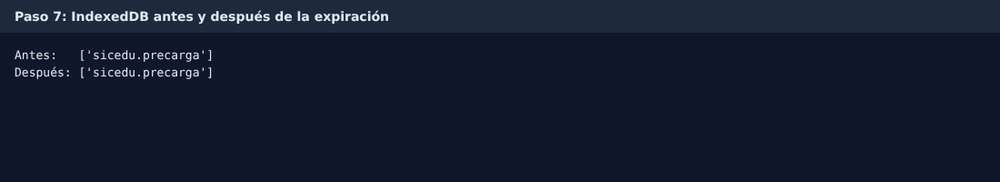 Paso 7: IndexedDB antes y después de la expiración
Antes:   ['sicedu.precarga']
Después: ['sicedu.precarga']